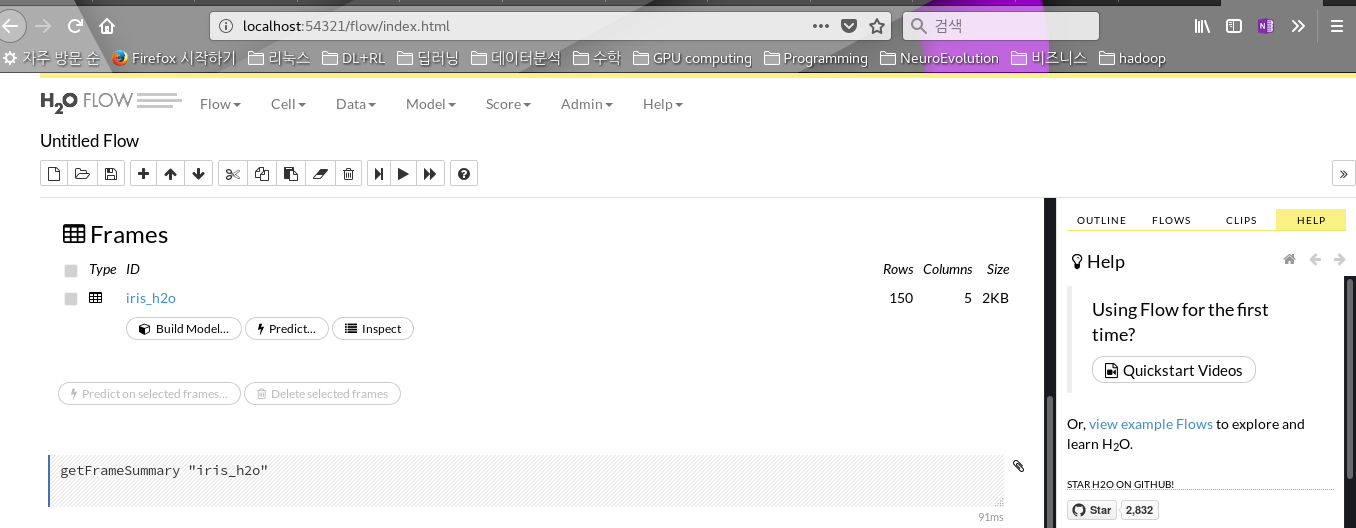 localhost:54321/flow/index.html
검색
자주 방문 순 Firefox 시작하기 리눅스 DL+RL 딥러닝 데이터분석 수학 GPU computing Programming NeuroEvolution 비즈니스 hadoop
H2O FLOW Flow Cell Data Model Score Admin Help
Untitled Flow
Frames
Type ID Rows Columns Size
iris_h2o 150 5 2KB
Build Model... Predict... Inspect
Predict on selected frames... Delete selected frames
getFrameSummary "iris_h2o"
91ms
OUTLINE FLOWS CLIPS HELP
Help
Using Flow for the first
time?
Quickstart Videos
Or, view example Flows to explore and
learn H2O.
STAR H2O ON GITHUB!
Star 2,832